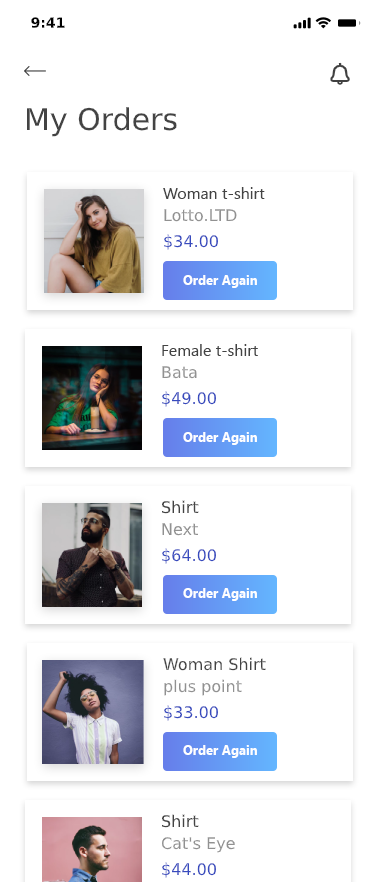 9:41
My Orders
Woman t-shirt
Lotto.LTD
$34.00
Order Again
Female t-shirt
Bata
$49.00
Order Again
Shirt
Next
$64.00
Order Again
Woman Shirt
plus point
$33.00
Order Again
Shirt
Cat's Eye
$44.00